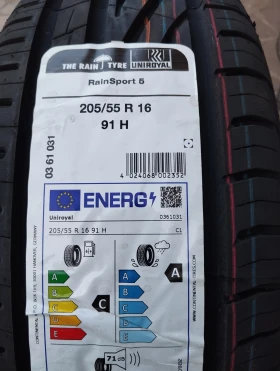 THE RAIN TYRE
UNIROYAL
RainSport 5
205/55 R 16
91 H
03 61 031
4 024068 002352
ENERG
Uniroyal 0361031
205/55 R 16 91 H C1
A A
B B
C C
D D
E E
C
A
71 dB